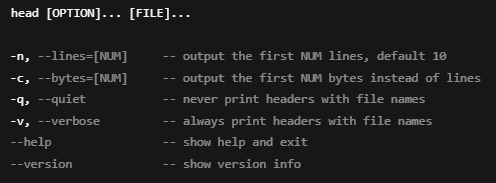 head [OPTION]... [FILE]...
-n, --lines=[NUM] -- output the first NUM lines, default 10
-c, --bytes=[NUM] -- output the first NUM bytes instead of lines
-q, --quiet -- never print headers with file names
-v, --verbose -- always print headers with file names
--help -- show help and exit
--version -- show version info